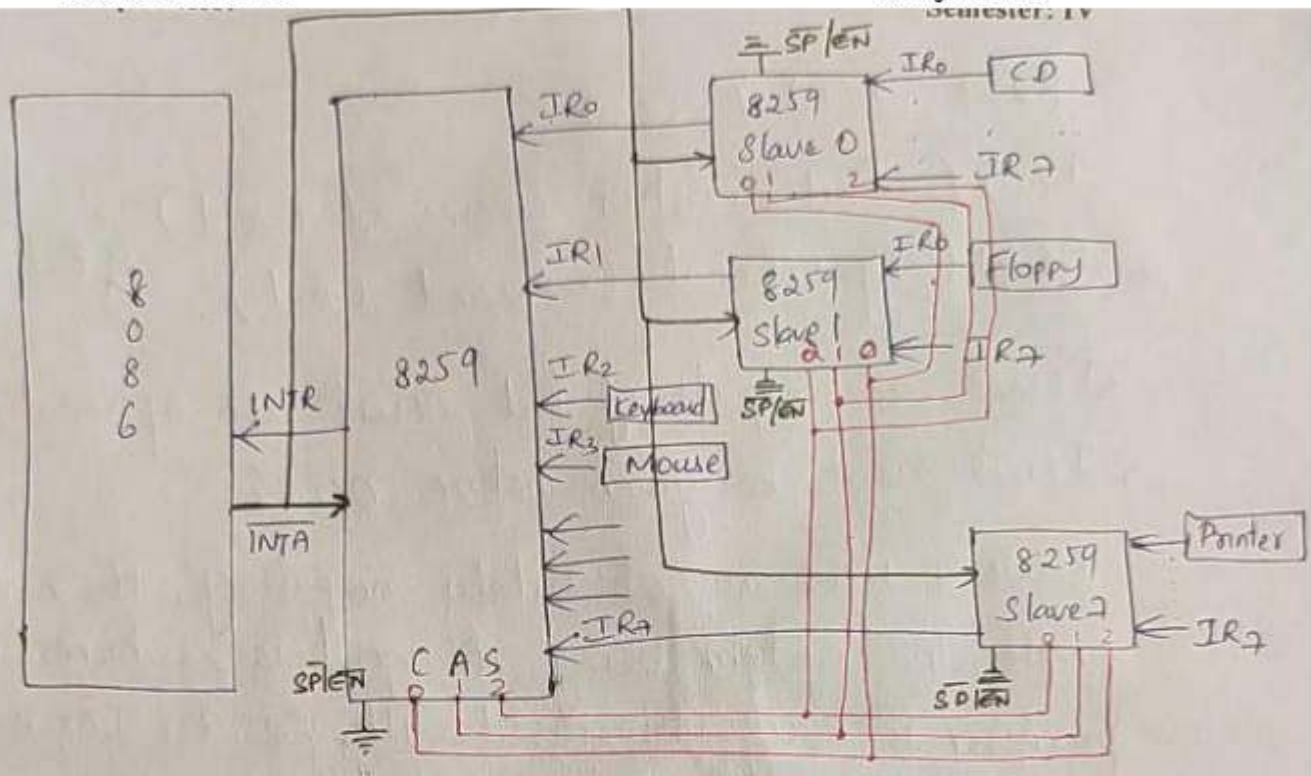 Semester: IV
SP/EN
IR0
CD
8259
Slave 0
0 1 2
IR7
IR0
IR1
IR0
Floppy
8259
Slave 1
2 1 0
IR7
SP/EN
8
0
8
6
8259
INTR
INTA
IR2
Keyboard
IR3
Mouse
8259
Slave 7
0 1 2
Printer
IR7
IR7
SP/EN
SP/EN
C A S
0 1 2